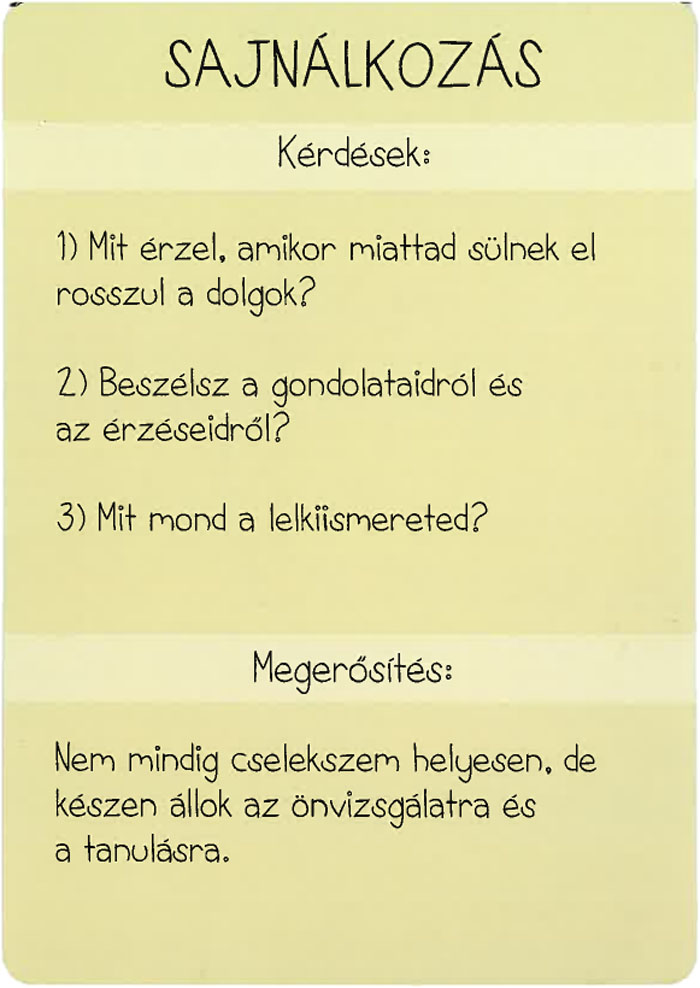 SAJNÁLKOZÁS
Kérdések:
1) Mit érzel, amikor miattad sülnek el
rosszul a dolgok?
2) Beszélsz a gondolataidról és
az érzéseidről?
3) Mit mond a lelkiismereted?
Megerősítés:
Nem mindig cselekszem helyesen, de
készen állok az önvizsgálatra és
a tanulásra.